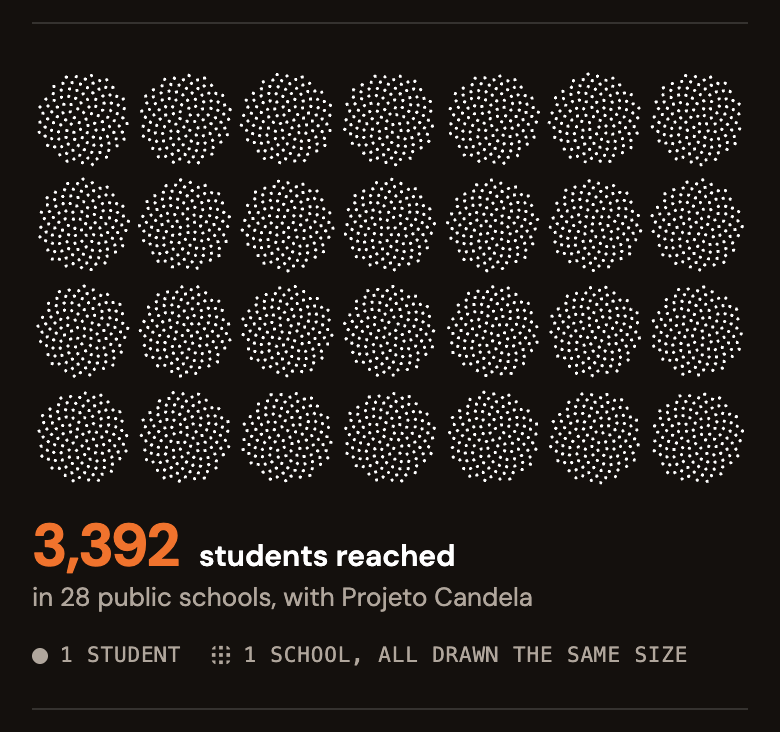 3,392 students reached
in 28 public schools, with Projeto Candela
1 STUDENT 1 SCHOOL, ALL DRAWN THE SAME SIZE